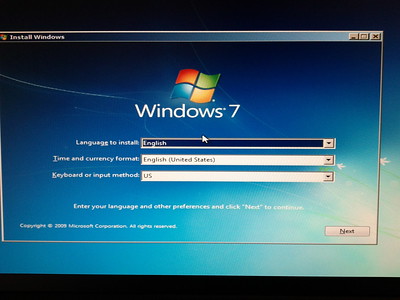 Install Windows
Windows 7
Language to install: English
Time and currency format: English (United States)
Keyboard or input method: US
Enter your language and other preferences and click "Next" to continue.
Copyright © 2009 Microsoft Corporation. All rights reserved.
Next